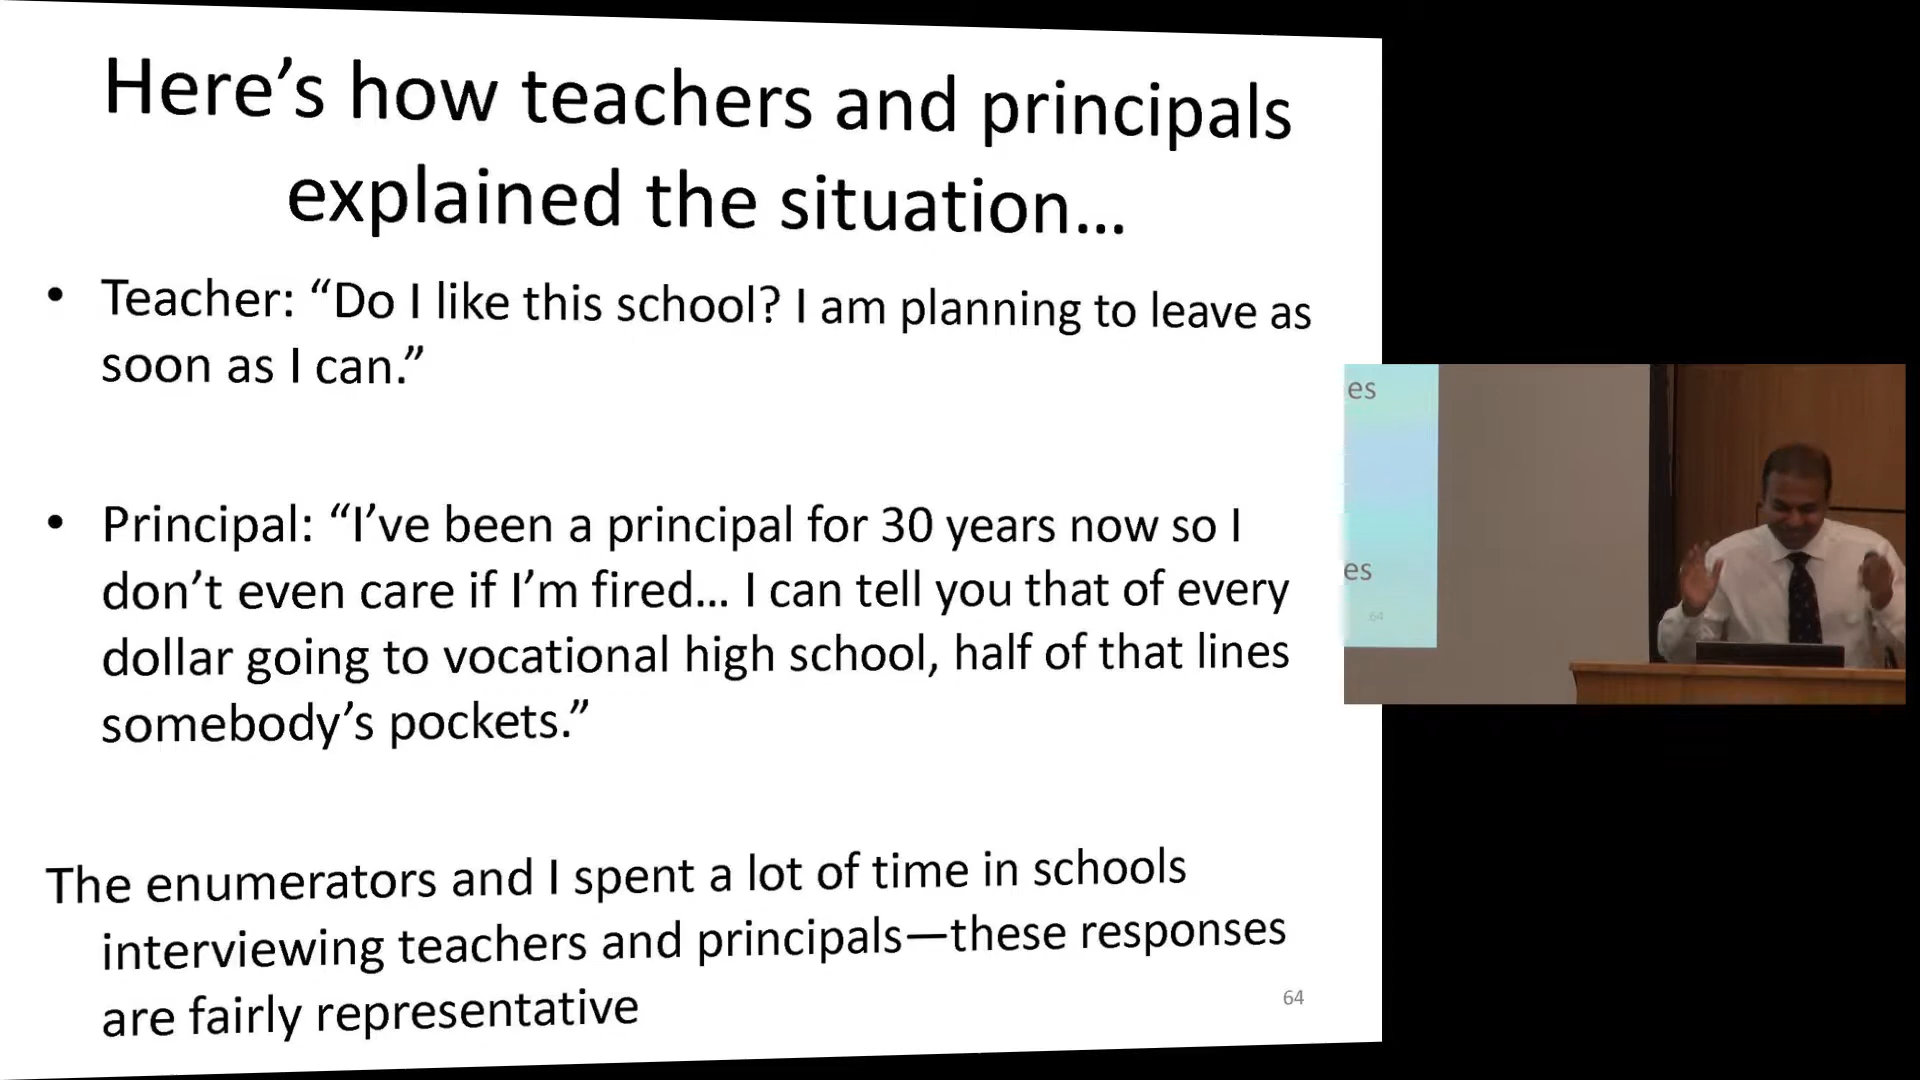 Here’s how teachers and principals
explained the situation…
• Teacher: “Do I like this school? I am planning to leave as
soon as I can.”
• Principal: “I’ve been a principal for 30 years now so I
don’t even care if I’m fired… I can tell you that of every
dollar going to vocational high school, half of that lines
somebody’s pockets.”
The enumerators and I spent a lot of time in schools
interviewing teachers and principals—these responses
are fairly representative
64
es
es
64